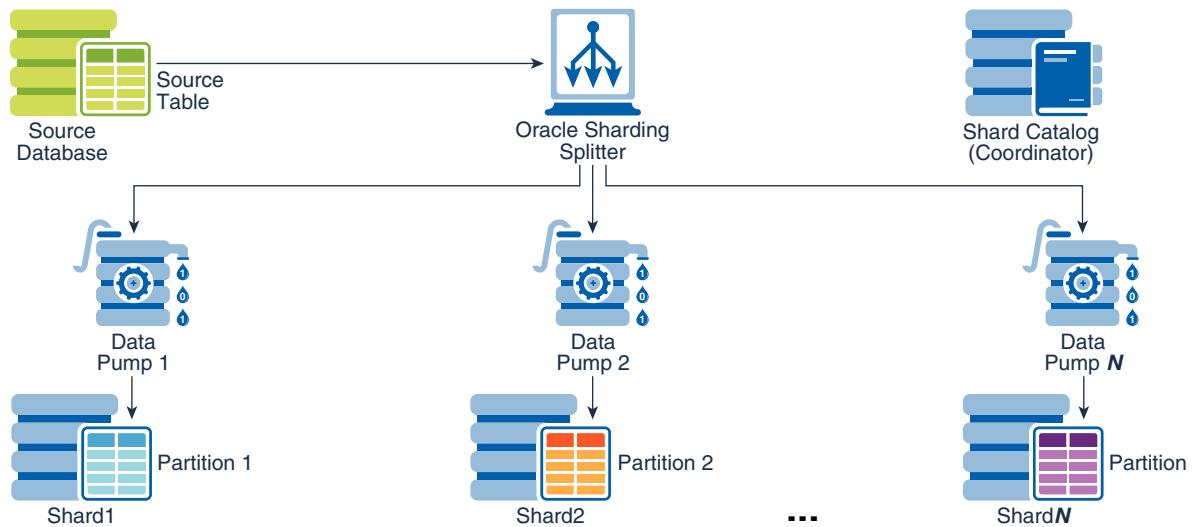 Source
Table
Source
Database
Oracle Sharding
Splitter
Shard Catalog
(Coordinator)
1
0
1
1
0
1
1
0
1
Data
Pump 1
Data
Pump 2
Data
Pump N
Partition 1
Partition 2
Partition
Shard1
Shard2
...
ShardN